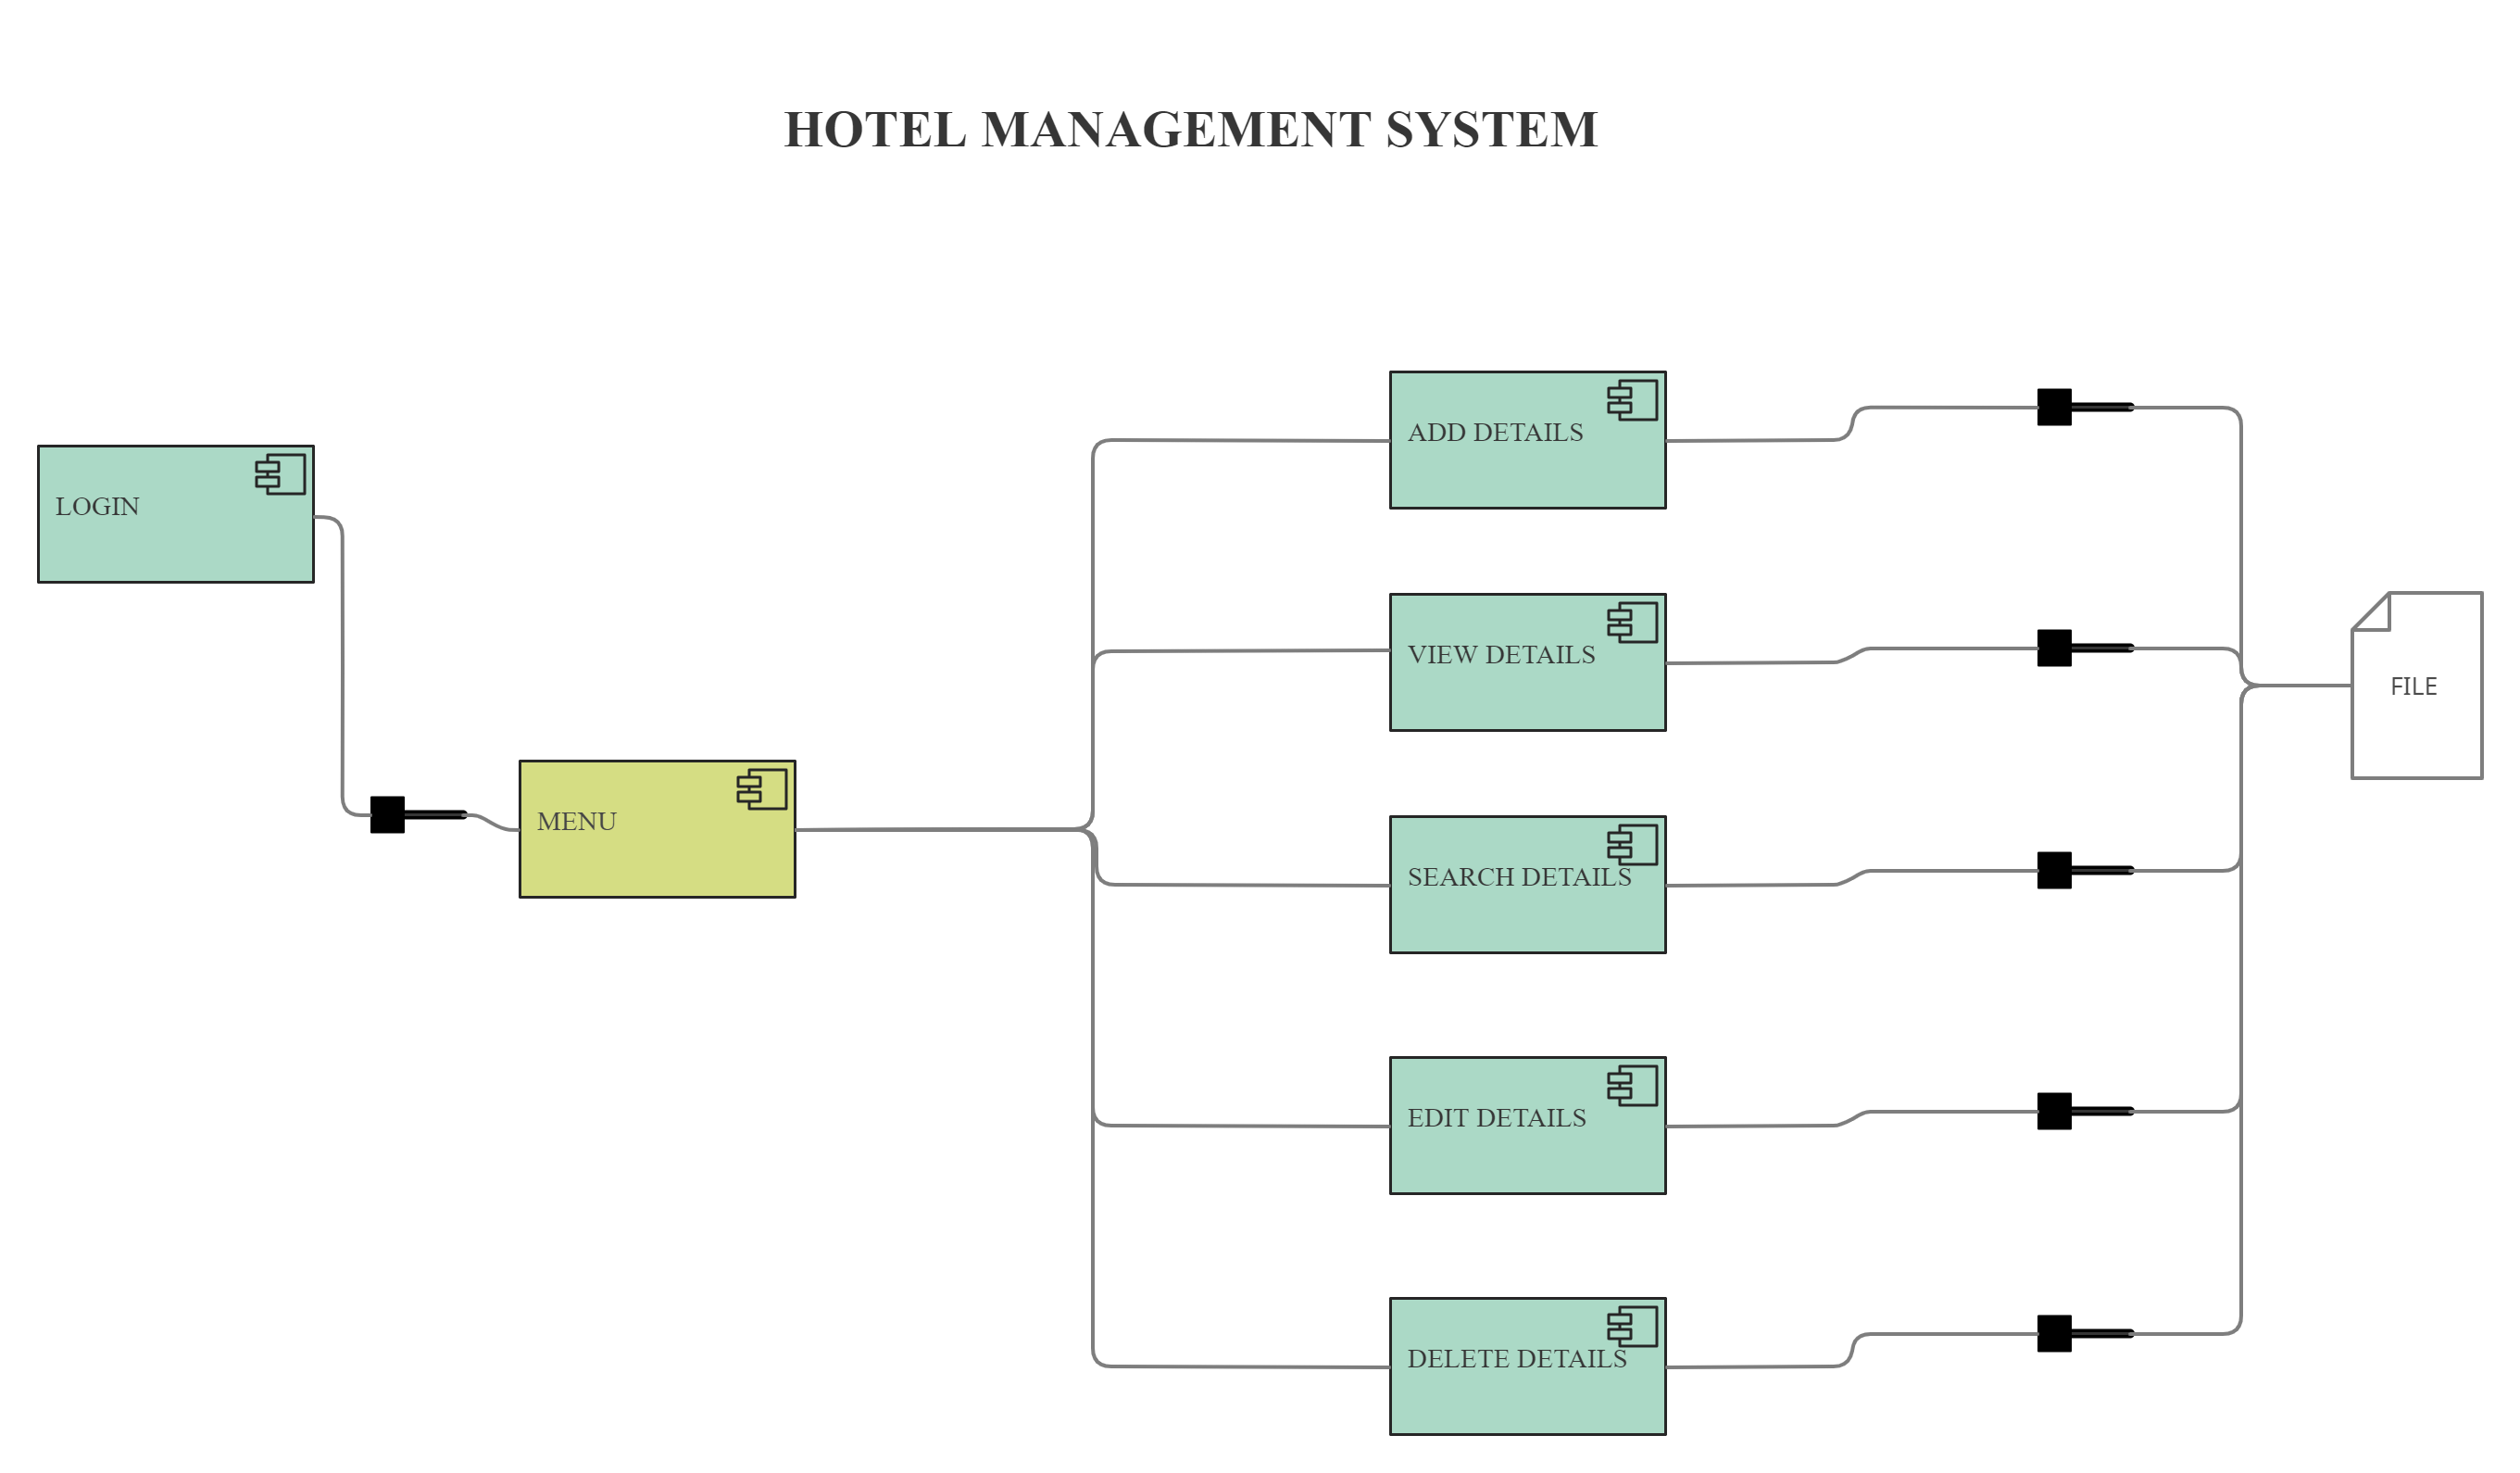 HOTEL MANAGEMENT SYSTEM
LOGIN
MENU
ADD DETAILS
VIEW DETAILS
SEARCH DETAILS
EDIT DETAILS
DELETE DETAILS
FILE